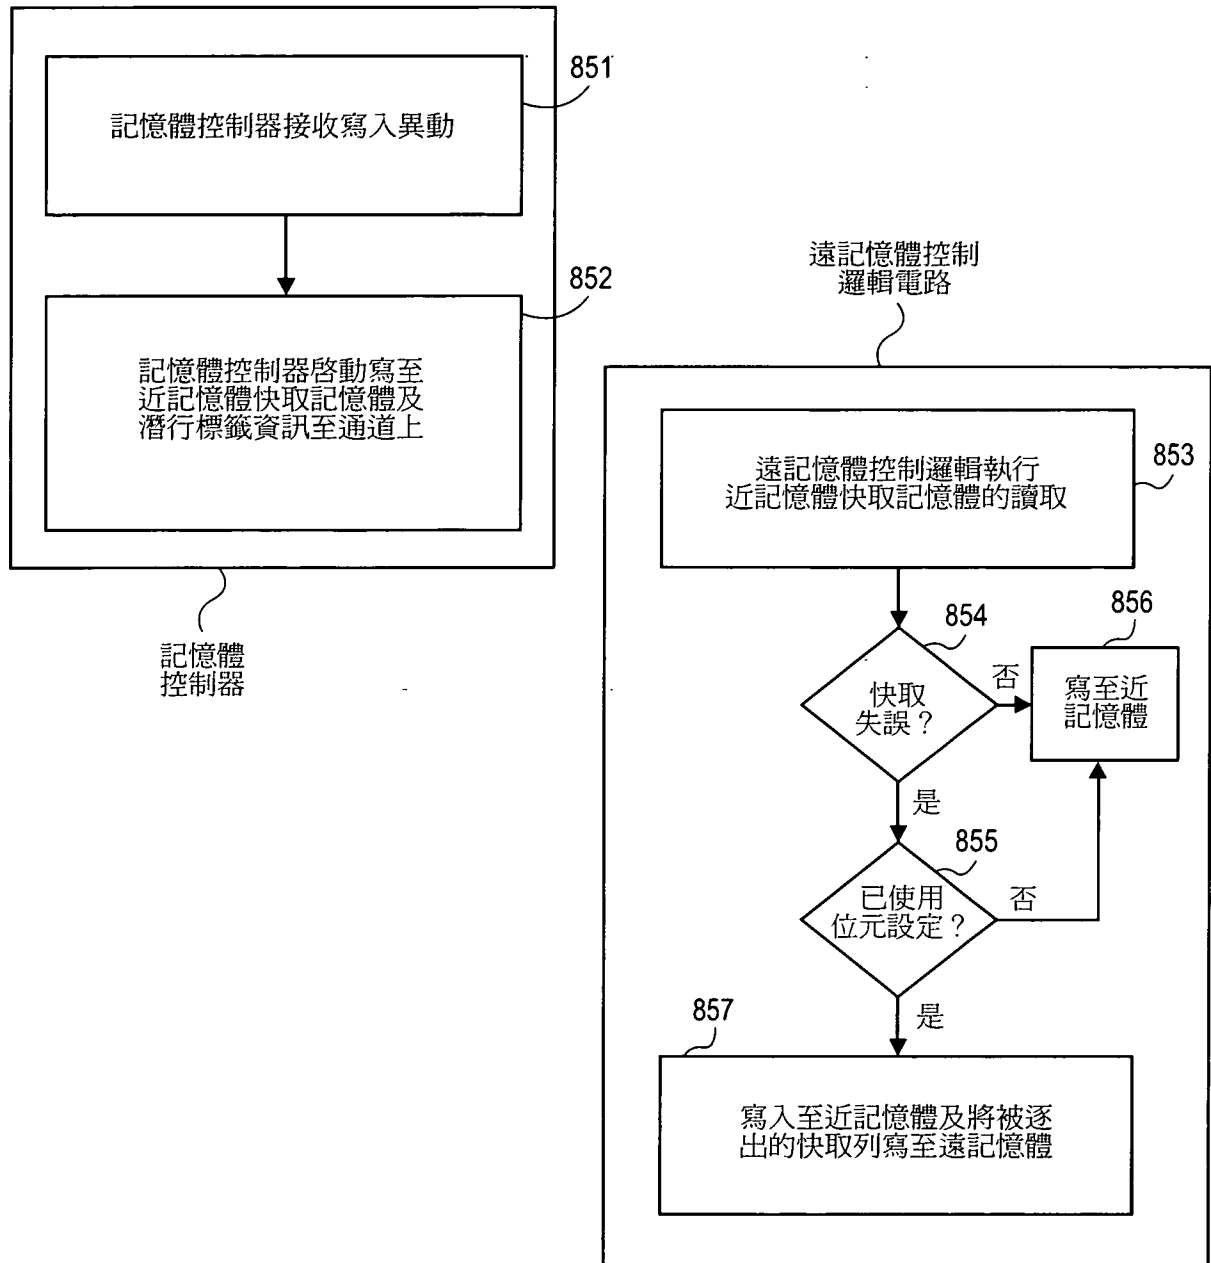 851
記憶體控制器接收寫入異動
852
記憶體控制器啓動寫至
近記憶體快取記憶體及
潛行標籤資訊至通道上
記憶體
控制器
遠記憶體控制
邏輯電路
853
遠記憶體控制邏輯執行
近記憶體快取記憶體的讀取
854
快取
失誤？
否
856
寫至近
記憶體
是
855
已使用
位元設定？
否
是
857
寫入至近記憶體及將被逐
出的快取列寫至遠記憶體